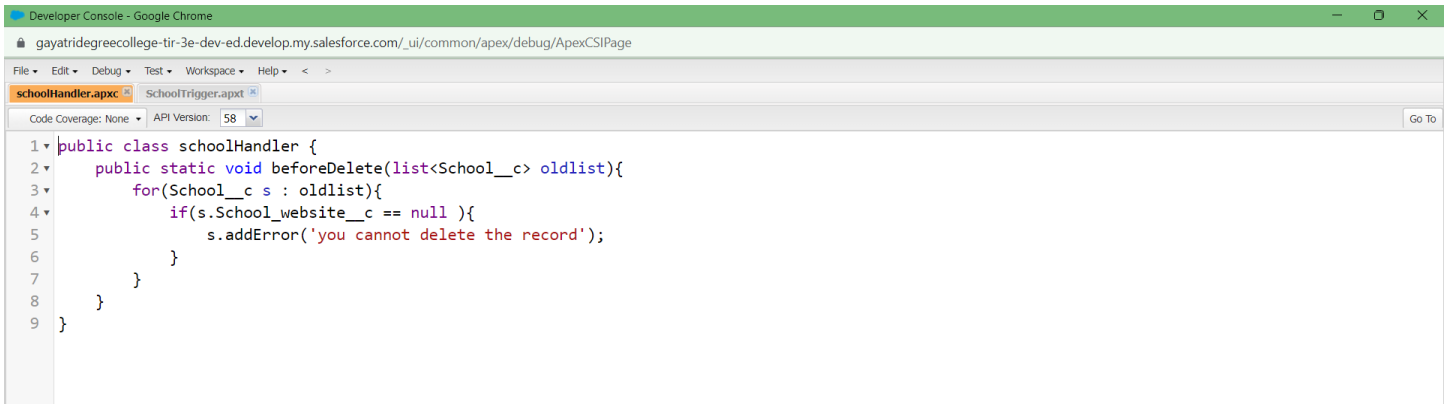 Developer Console - Google Chrome
gayatridegreecollege-tir-3e-dev-ed.develop.my.salesforce.com/_ui/common/apex/debug/ApexCSIPage
File Edit Debug Test Workspace Help < >
schoolHandler.apxc SchoolTrigger.apxt
Code Coverage: None API Version: 58 Go To
1 public class schoolHandler {
2 public static void beforeDelete(list<School__c> oldlist){
3 for(School__c s : oldlist){
4 if(s.School_website__c == null ){
5 s.addError('you cannot delete the record');
6 }
7 }
8 }
9 }